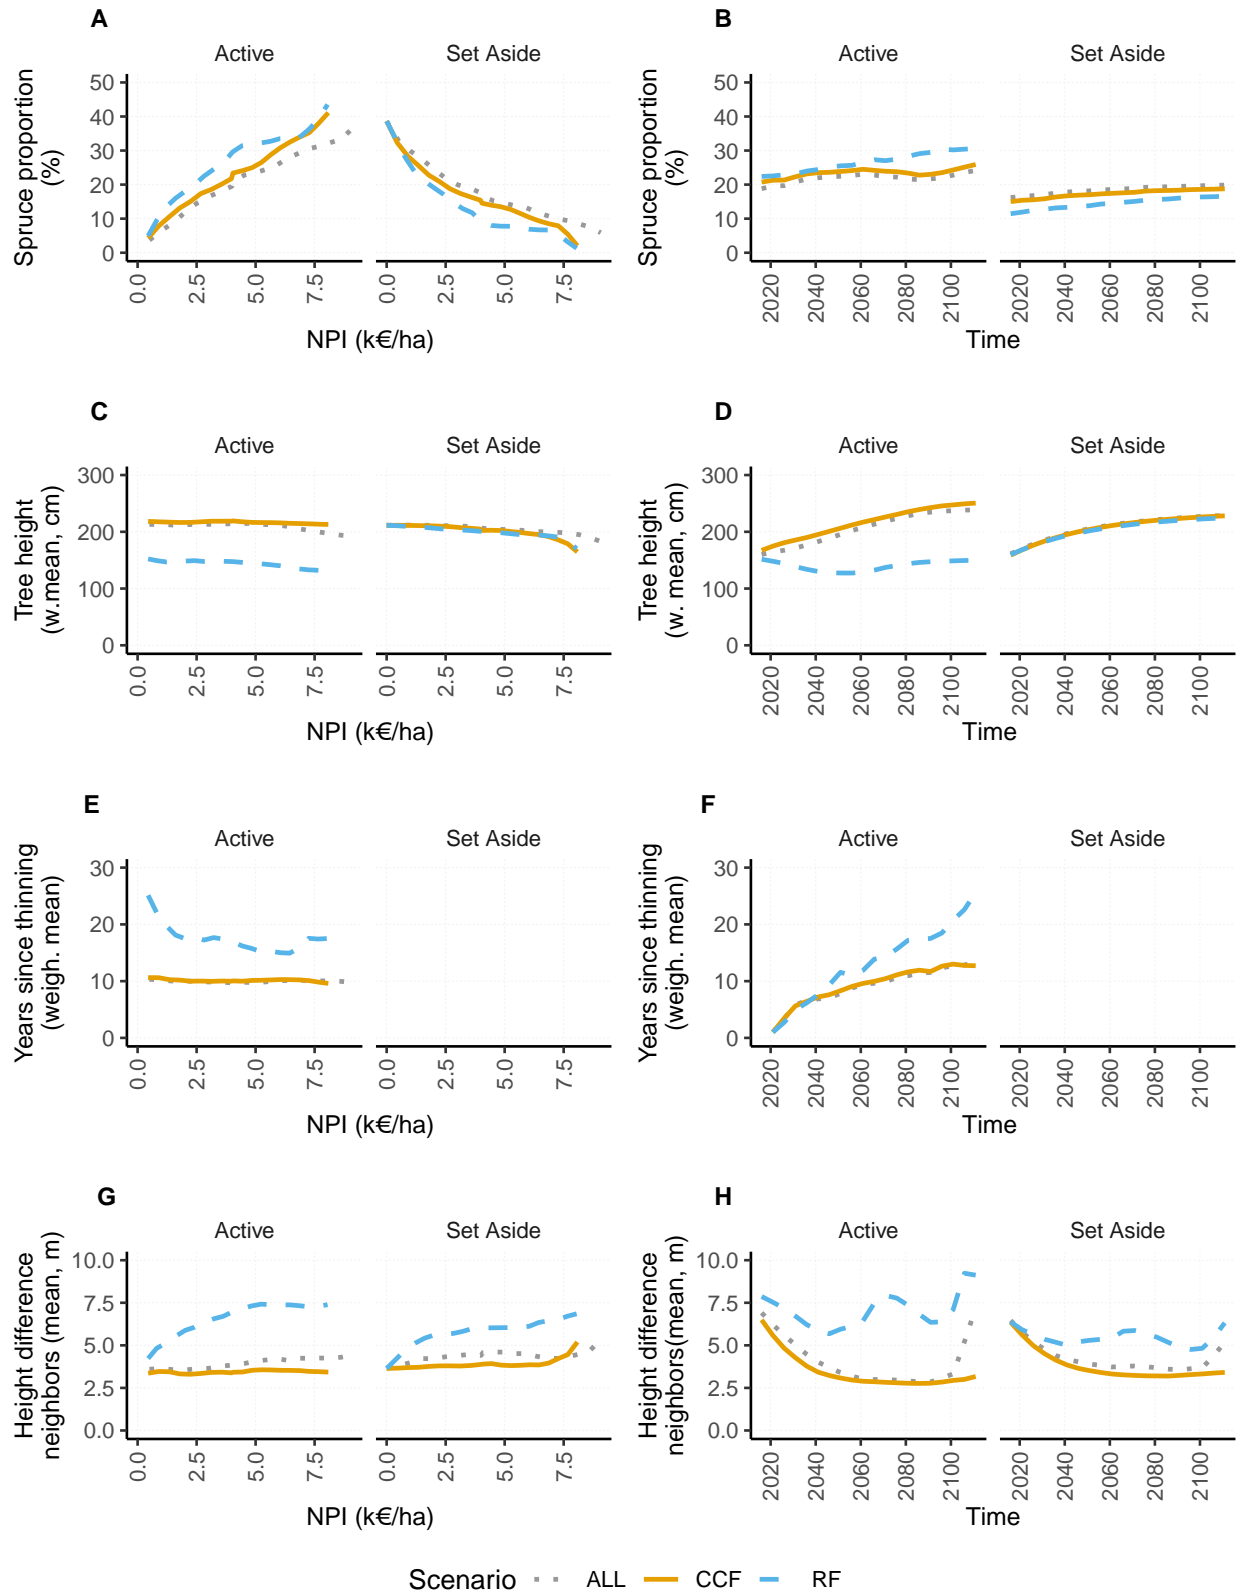 A
B
Active
Set Aside
Active
Set Aside
Spruce proportion
(%)
50
40
30
20
10
0
0.0
2.5
5.0
7.5
0.0
2.5
5.0
7.5
NPI (k€/ha)
Spruce proportion
(%)
50
40
30
20
10
0
2020
2040
2060
2080
2100
2020
2040
2060
2080
2100
Time
C
D
Active
Set Aside
Active
Set Aside
Tree height
(w.mean, cm)
300
200
100
0
0.0
2.5
5.0
7.5
0.0
2.5
5.0
7.5
NPI (k€/ha)
Tree height
(w. mean, cm)
300
200
100
0
2020
2040
2060
2080
2100
2020
2040
2060
2080
2100
Time
E
F
Active
Set Aside
Active
Set Aside
Years since thinning
(weigh. mean)
30
20
10
0
0.0
2.5
5.0
7.5
0.0
2.5
5.0
7.5
NPI (k€/ha)
Years since thinning
(weigh. mean)
30
20
10
0
2020
2040
2060
2080
2100
2020
2040
2060
2080
2100
Time
G
H
Active
Set Aside
Active
Set Aside
Height difference
neighbors (mean, m)
10.0
7.5
5.0
2.5
0.0
0.0
2.5
5.0
7.5
0.0
2.5
5.0
7.5
NPI (k€/ha)
Height difference
neighbors(mean, m)
10.0
7.5
5.0
2.5
0.0
2020
2040
2060
2080
2100
2020
2040
2060
2080
2100
Time
Scenario ALL CCF RF